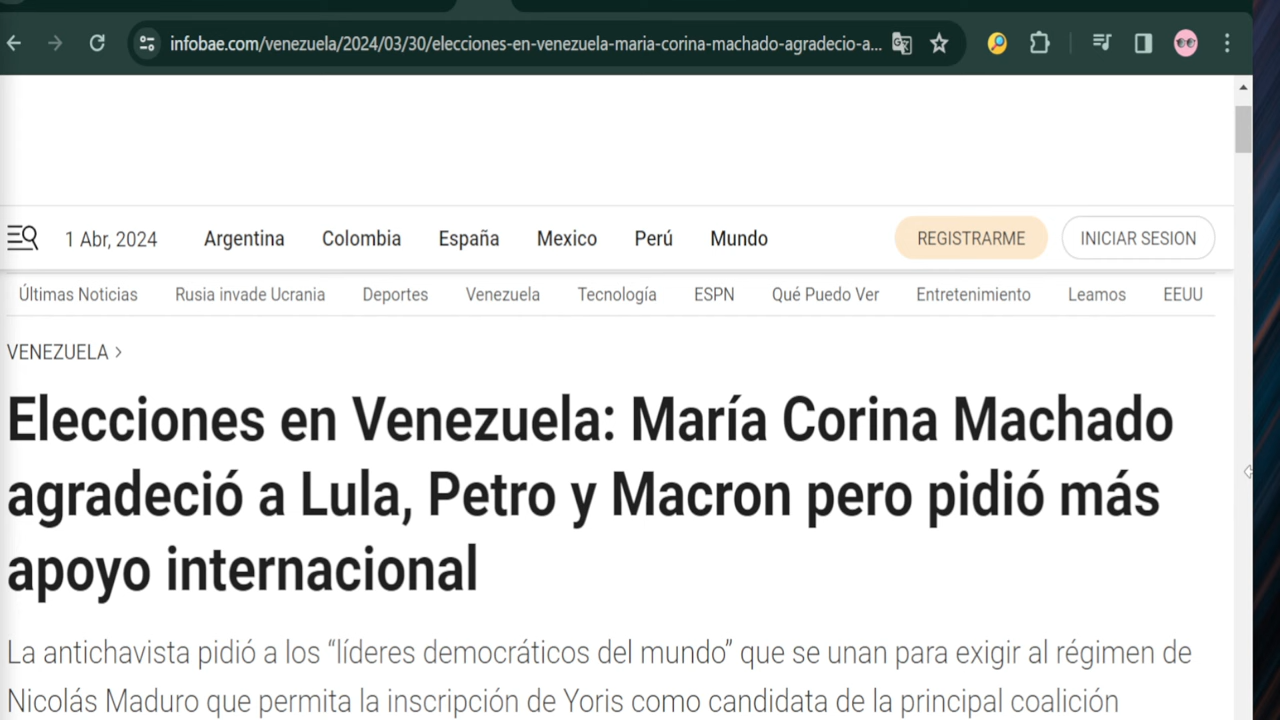 infobae.com/venezuela/2024/03/30/elecciones-en-venezuela-maria-corina-machado-agradecio-a...
1 Abr, 2024 Argentina Colombia España Mexico Perú Mundo REGISTRARME INICIAR SESION
Últimas Noticias Rusia invade Ucrania Deportes Venezuela Tecnología ESPN Qué Puedo Ver Entretenimiento Leamos EEUU
VENEZUELA >
Elecciones en Venezuela: María Corina Machado
agradeció a Lula, Petro y Macron pero pidió más
apoyo internacional
La antichavista pidió a los “líderes democráticos del mundo” que se unan para exigir al régimen de
Nicolás Maduro que permita la inscripción de Yoris como candidata de la principal coalición